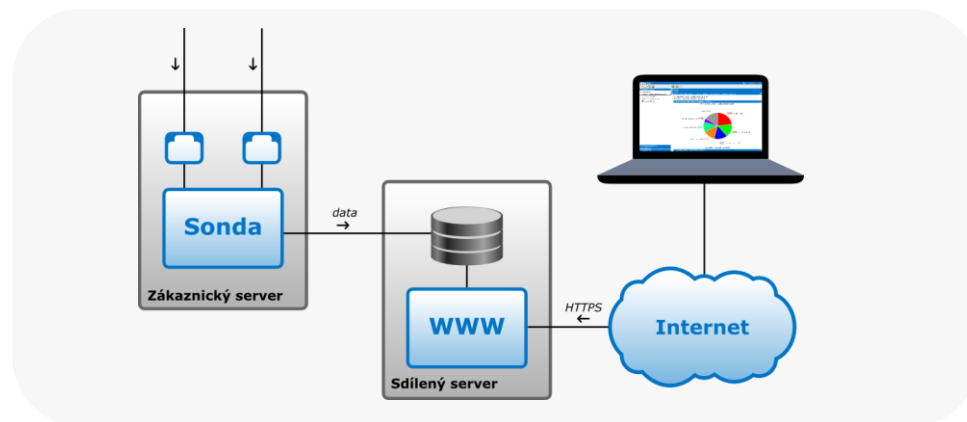 Sonda
Zákaznický server
data
WWW
Sdílený server
HTTPS
Internet